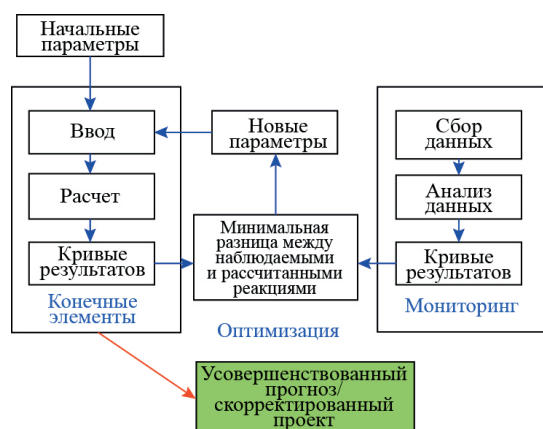 Начальные
параметры
Ввод
Расчет
Кривые
результатов
Конечные
элементы
Новые
параметры
Минимальная
разница между
наблюдаемыми
и рассчитанными
реакциями
Оптимизация
Сбор
данных
Анализ
данных
Кривые
результатов
Мониторинг
Усовершенствованный
прогноз/
скорректированный
проект